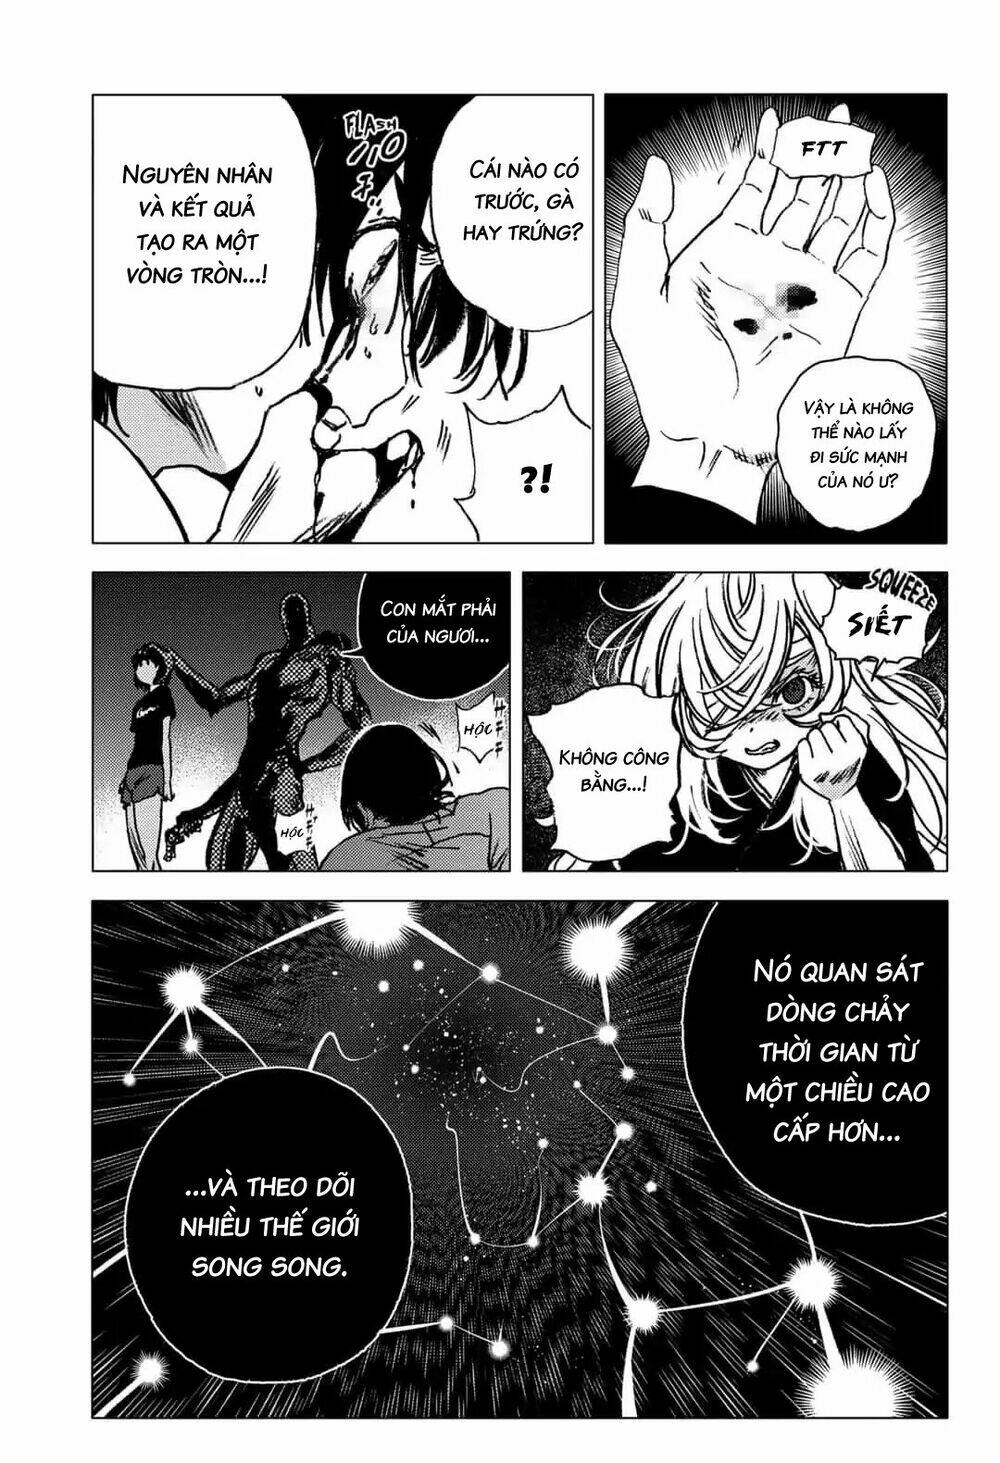 FTT
VẬY LÀ KHÔNG
THỂ NÀO LẤY
ĐI SỨC MẠNH
CỦA NÓ Ư?
FLASH
CÁI NÀO CÓ
TRƯỚC, GÀ
HAY TRỨNG?
NGUYÊN NHÂN
VÀ KẾT QUẢ
TẠO RA MỘT
VÒNG TRÒN...!
?!
SQUEEZE
SIẾT
KHÔNG CÔNG
BẰNG...!
CON MẮT PHẢI
CỦA NGƯƠI...
HỘC
HỘC
NÓ QUAN SÁT
DÒNG CHẢY
THỜI GIAN TỪ
MỘT CHIỀU CAO
CẤP HƠN...
...VÀ THEO DÕI
NHIỀU THẾ GIỚI
SONG SONG.